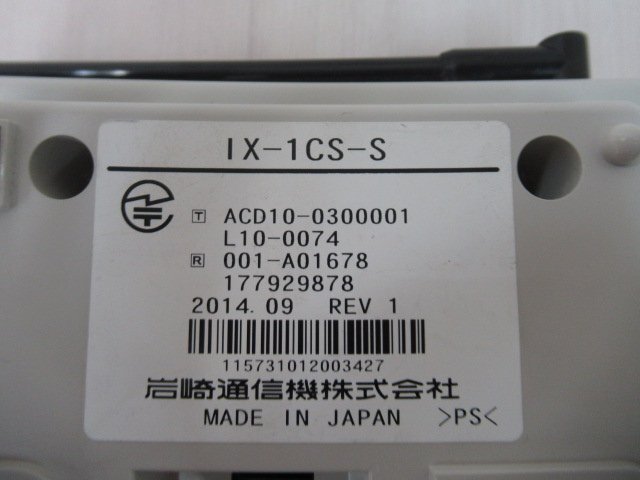 IX-1CS-S
T ACD10-0300001
L10-0074
R 001-A01678
177929878
2014.09 REV 1
115731012003427
岩崎通信機株式会社
MADE IN JAPAN >PS<